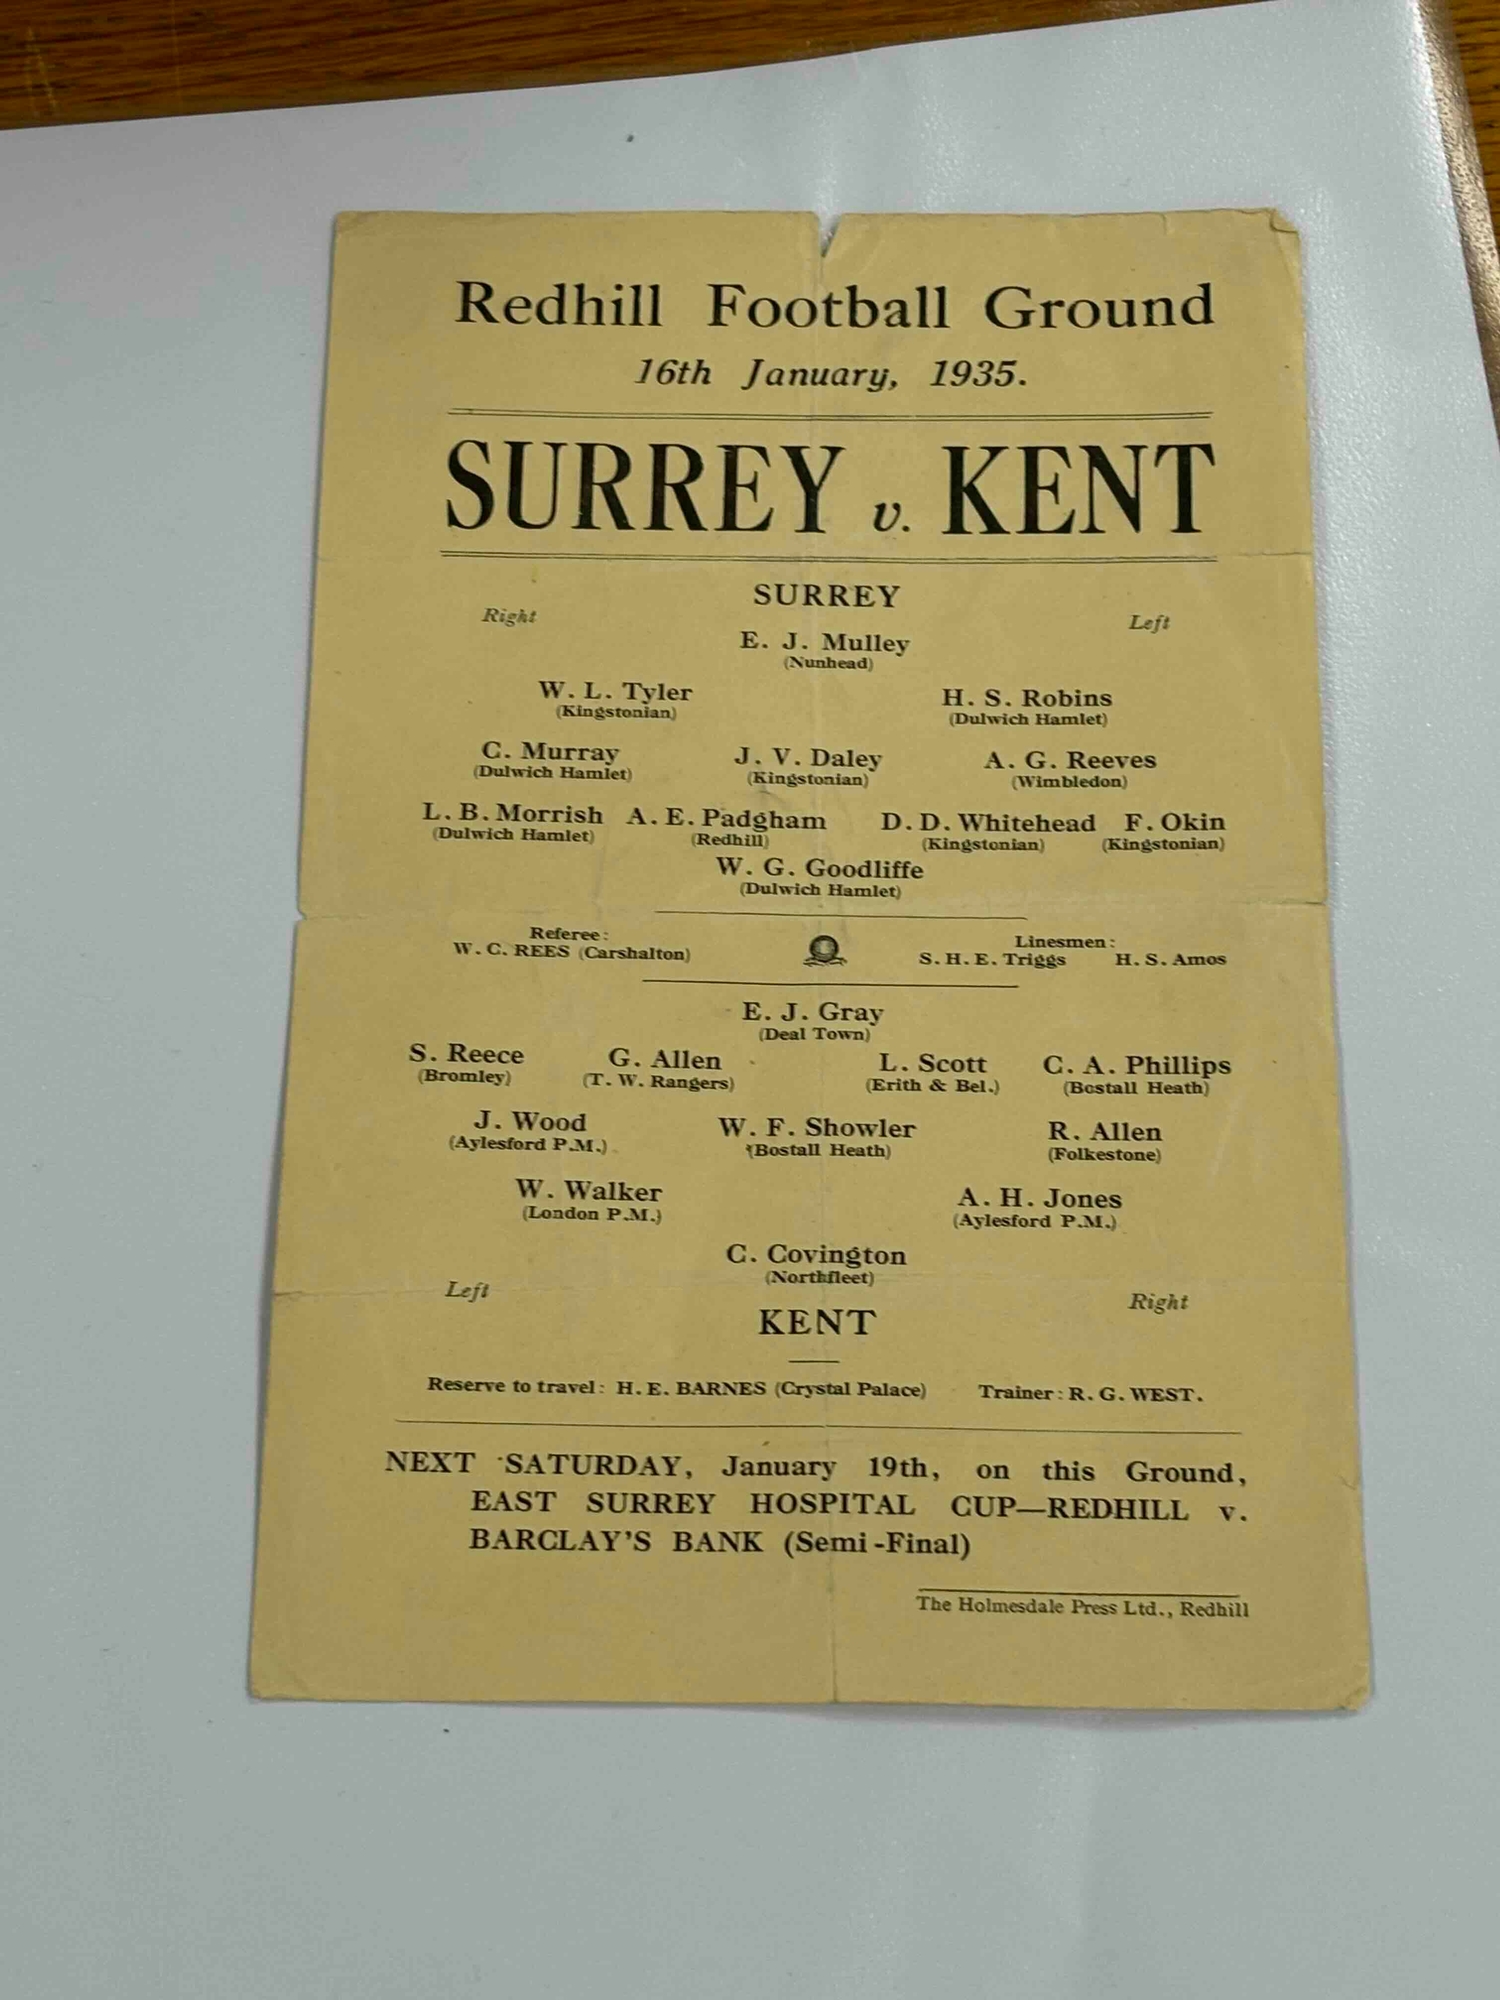 Redhill Football Ground
16th January, 1935.
SURREY v. KENT
SURREY
Right Left
E. J. Mulley
(Nunhead)
W. L. Tyler H. S. Robins
(Kingstonian) (Dulwich Hamlet)
C. Murray J. V. Daley A. G. Reeves
(Dulwich Hamlet) (Kingstonian) (Wimbledon)
L. B. Morrish A. E. Padgham D. D. Whitehead F. Okin
(Dulwich Hamlet) (Redhill) (Kingstonian) (Kingstonian)
W. G. Goodliffe
(Dulwich Hamlet)
Referee: Linesmen:
W. C. REES (Carshalton) S. H. E. Triggs H. S. Amos
E. J. Gray
(Deal Town)
S. Reece G. Allen L. Scott C. A. Phillips
(Bromley) (T. W. Rangers) (Erith & Bel.) (Bostall Heath)
J. Wood W. F. Showler R. Allen
(Aylesford P.M.) (Bostall Heath) (Folkestone)
W. Walker A. H. Jones
(London P.M.) (Aylesford P.M.)
C. Covington
(Northfleet)
Left Right
KENT
Reserve to travel: H. E. BARNES (Crystal Palace) Trainer: R. G. WEST.
NEXT SATURDAY, January 19th, on this Ground,
EAST SURREY HOSPITAL CUP—REDHILL v.
BARCLAY'S BANK (Semi-Final)
The Holmesdale Press Ltd., Redhill